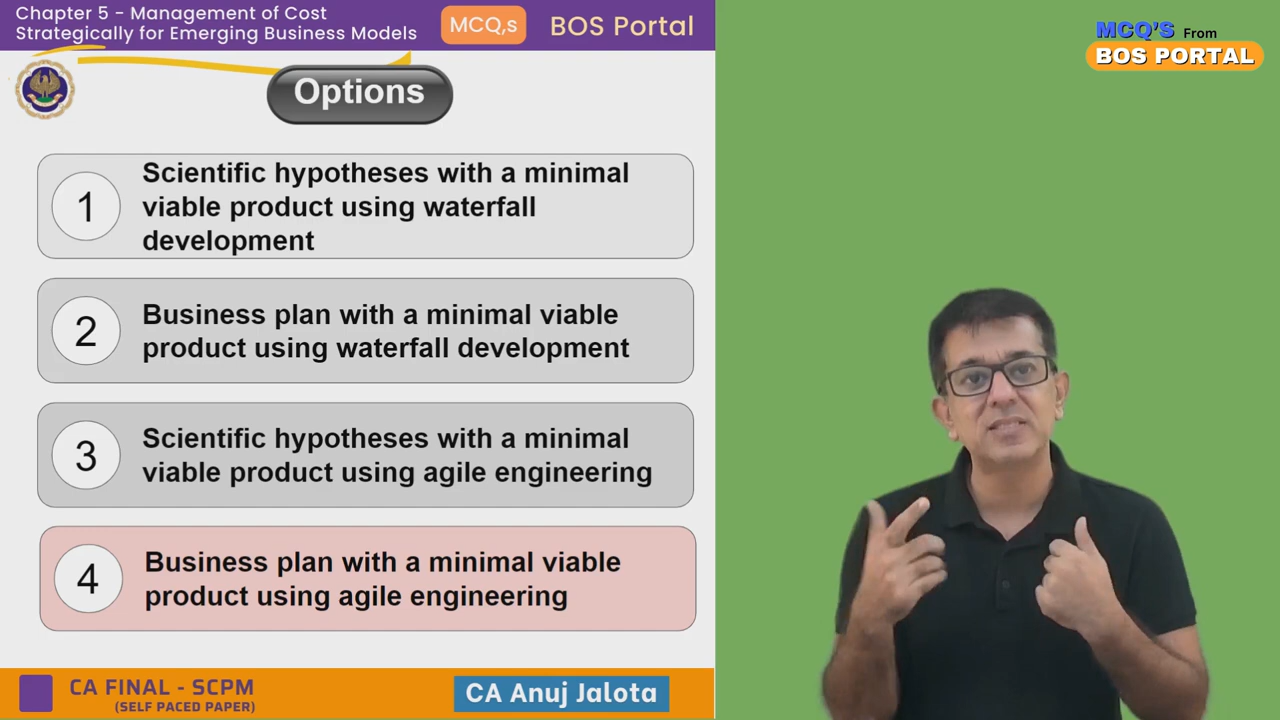 Chapter 5 - Management of Cost
Strategically for Emerging Business Models
MCQ,s
BOS Portal
MCQ'S From
BOS PORTAL
Options
1
Scientific hypotheses with a minimal
viable product using waterfall
development
2
Business plan with a minimal viable
product using waterfall development
3
Scientific hypotheses with a minimal
viable product using agile engineering
4
Business plan with a minimal viable
product using agile engineering
CA FINAL - SCPM
(SELF PACED PAPER)
CA Anuj Jalota